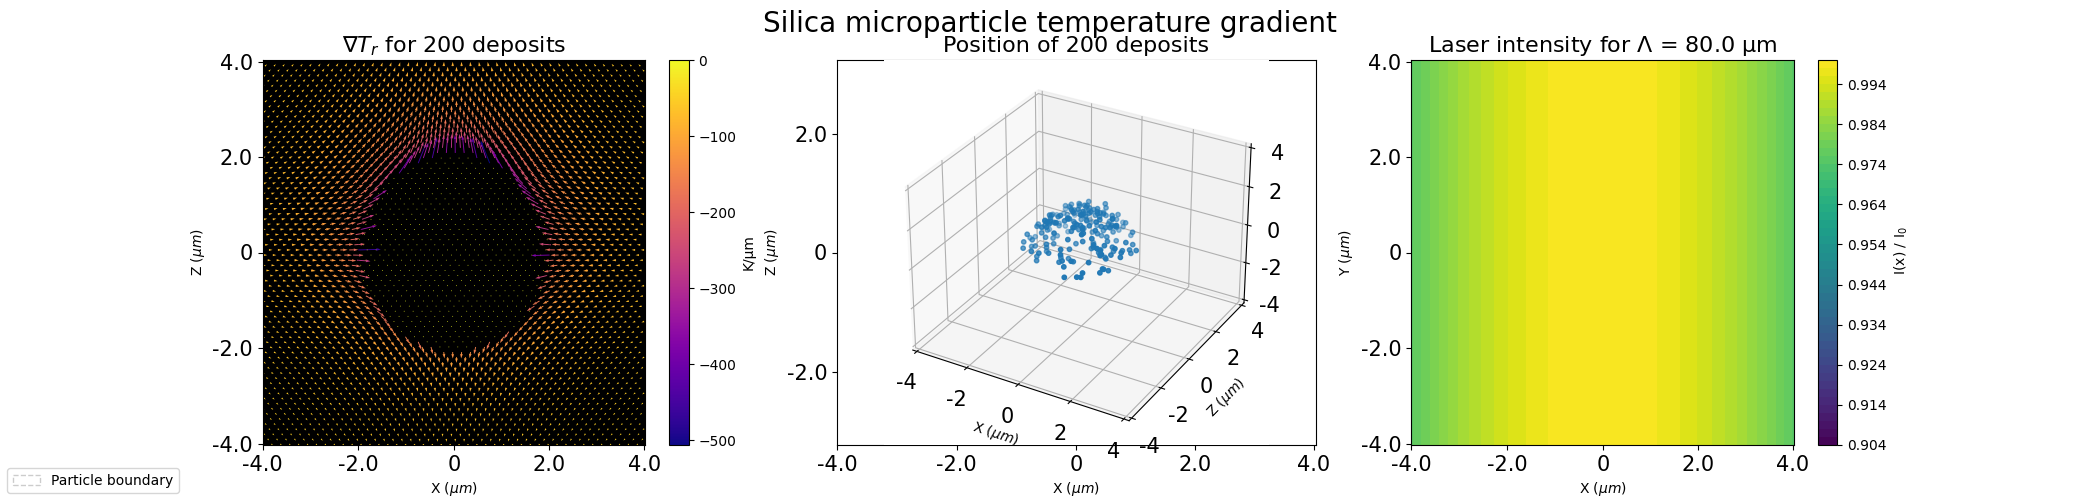 Silica microparticle temperature gradient
∇Tr for 200 deposits
4.0
2.0
0
-2.0
-4.0
Z (μm)
-4.0 -2.0 0 2.0 4.0
X (μm)
0
−100
−200
−300
−400
−500
K/μm
Particle boundary
Position of 200 deposits
2.0
0
-2.0
Z (μm)
-4.0 -2.0 0 2.0 4.0
X (μm)
-4 -2 0 2 4
X (μm)
-4 -2 0 2 4
Z (μm)
4
2
0
-2
-4
Laser intensity for Λ = 80.0 μm
4.0
2.0
0
-2.0
-4.0
Y (μm)
-4.0 -2.0 0 2.0 4.0
X (μm)
0.994
0.984
0.974
0.964
0.954
0.944
0.934
0.924
0.914
0.904
I(x) / I0